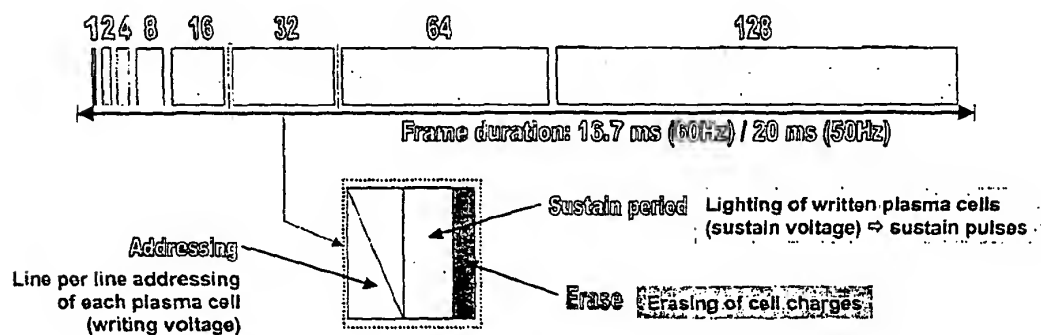 1 2 4 8 16 32 64 128
Frame duration: 16.7 ms (60Hz) / 20 ms (50Hz)
Sustain period
Lighting of written plasma cells
(sustain voltage) ⇨ sustain pulses
Addressing
Line per line addressing
of each plasma cell
(writing voltage)
Erase
Erasing of cell charges